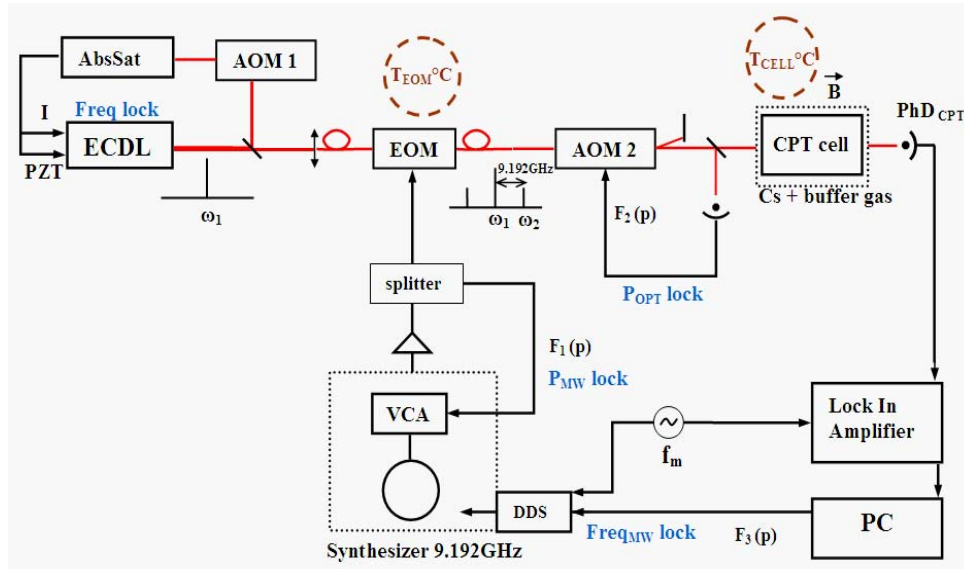 AbsSat
AOM 1
T_EOM°C
T_CELL°C
B
I
Freq lock
PhD CPT
ECDL
EOM
AOM 2
CPT cell
PZT
9.192GHz
Cs + buffer gas
ω1
ω1
ω2
F2 (p)
splitter
P_OPT lock
F1 (p)
P_MW lock
VCA
Lock In
Amplifier
fm
DDS
PC
Freq_MW lock
F3 (p)
Synthesizer 9.192GHz